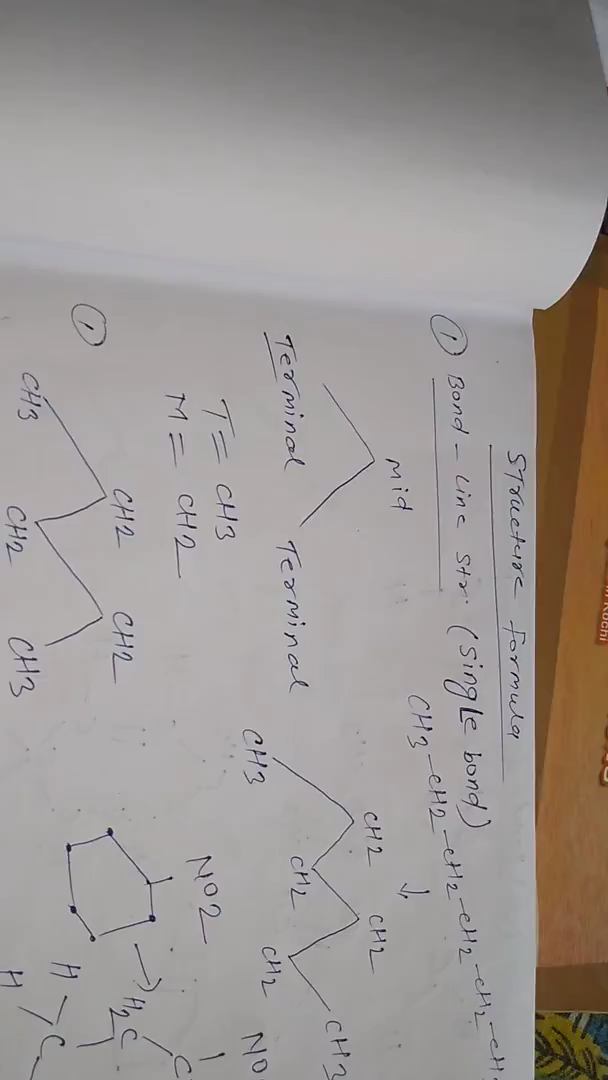 Structure formula
① Bond - Line Str. (Single bond)
CH3-CH2-CH2-CH2-CH2-
↓
Mid
Terminal Terminal
CH2 CH2 CH3
CH3 CH2 CH2
T = CH3
M = CH2
NO2
NO
① CH2 CH2
CH3 CH2 CH3
→ H2C C
H C
H